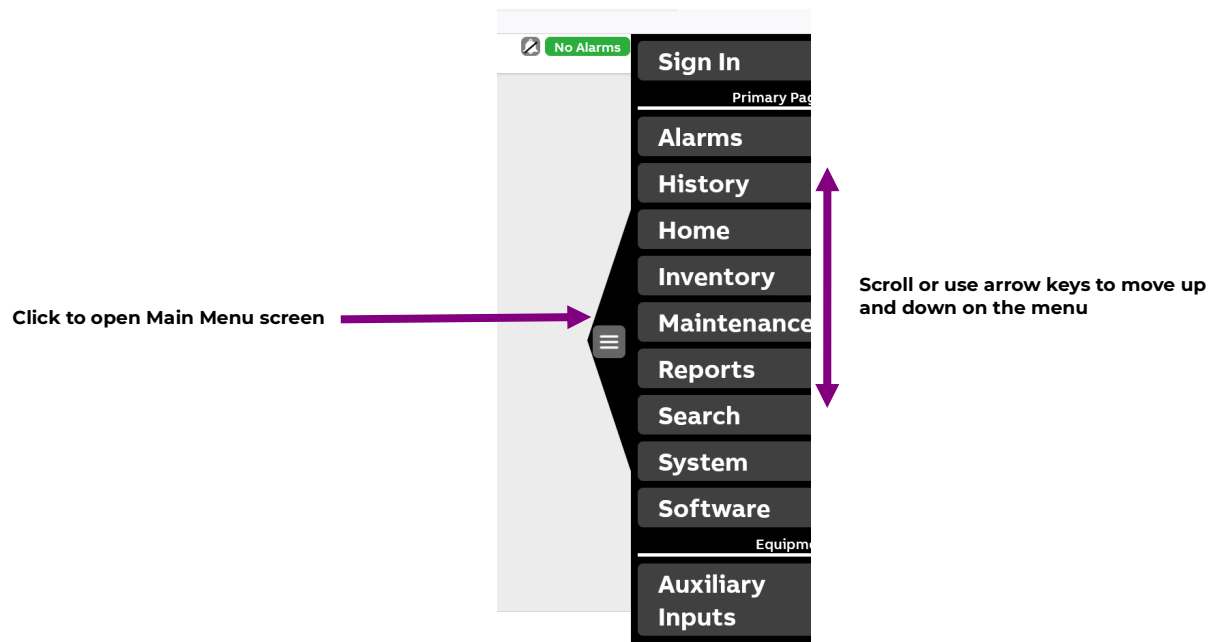 No Alarms
Sign In
Primary Pag
Alarms
History
Home
Inventory
Maintenance
Reports
Search
System
Software
Equipme
Auxiliary
Inputs
Click to open Main Menu screen
Scroll or use arrow keys to move up
and down on the menu